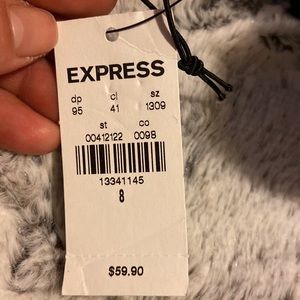 EXPRESS
dp cl sz
95 41 1309
st co
00412122 0098
13341145
8
$59.90